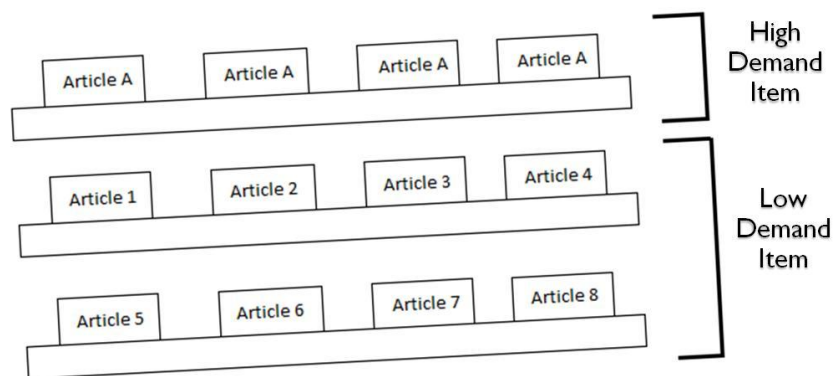 Article A Article A Article A Article A
High
Demand
Item
Article 1 Article 2 Article 3 Article 4
Low
Demand
Item
Article 5 Article 6 Article 7 Article 8